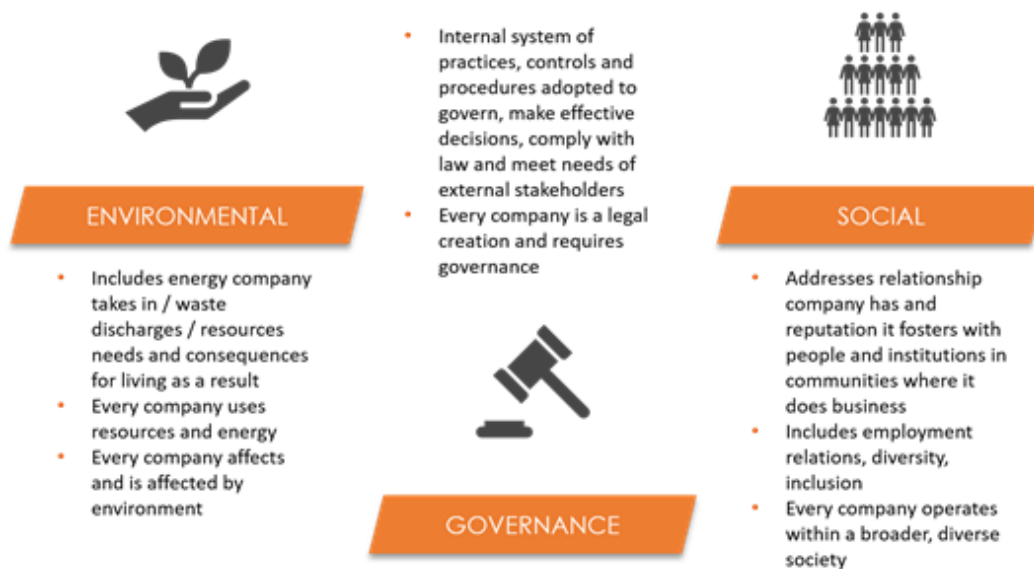 ENVIRONMENTAL
• Includes energy company
takes in / waste
discharges / resources
needs and consequences
for living as a result
• Every company uses
resources and energy
• Every company affects
and is affected by
environment
• Internal system of
practices, controls and
procedures adopted to
govern, make effective
decisions, comply with
law and meet needs of
external stakeholders
• Every company is a legal
creation and requires
governance
GOVERNANCE
SOCIAL
• Addresses relationship
company has and
reputation it fosters with
people and institutions in
communities where it
does business
• Includes employment
relations, diversity,
inclusion
• Every company operates
within a broader, diverse
society